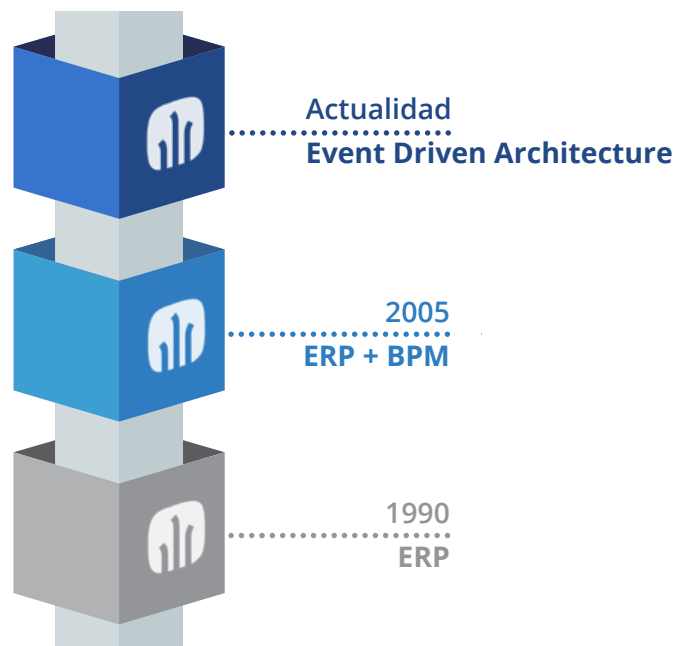 Actualidad
Event Driven Architecture
2005
ERP + BPM
1990
ERP